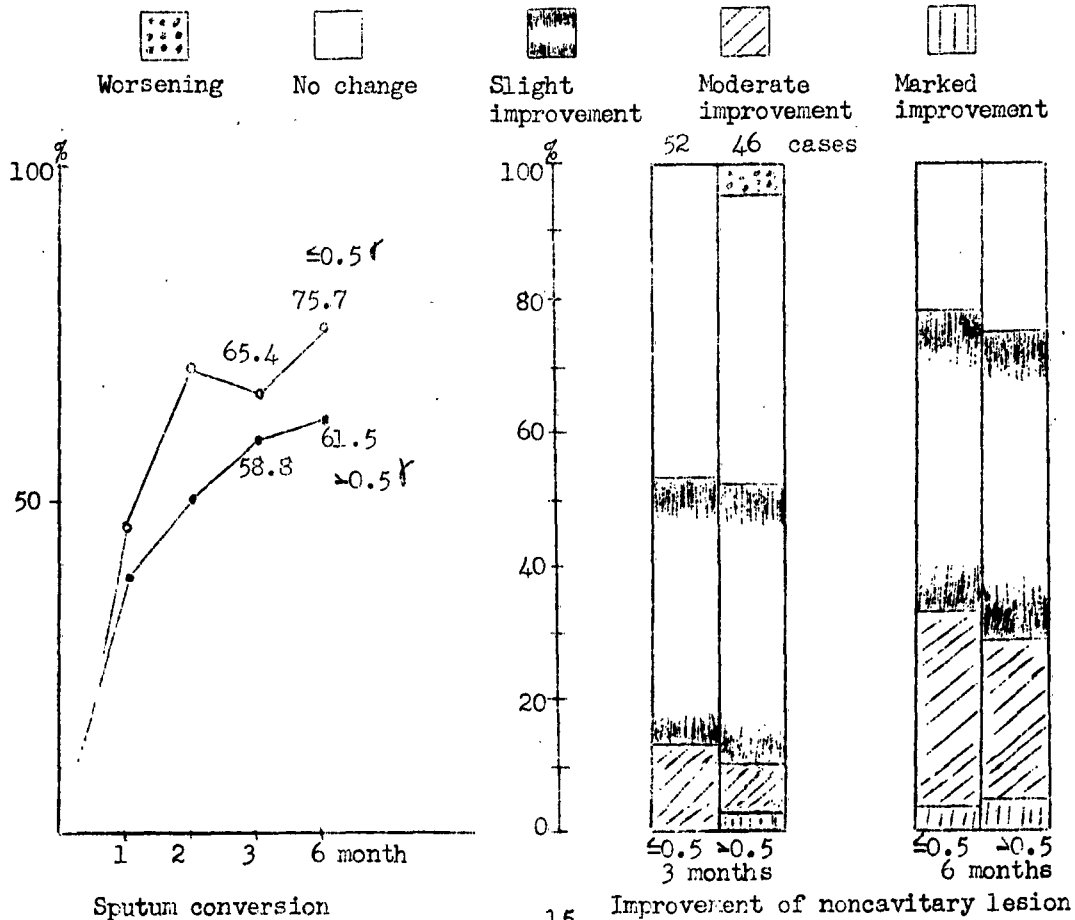 Worsening No change Slight improvement Moderate improvement Marked improvement
% % 52 46 cases
100 100
≤0.5 γ
75.7
80
65.4
60
61.5
58.8
>0.5 γ
50
40
20
0
1 2 3 6 month
≤0.5 >0.5 ≤0.5 >0.5
3 months 6 months
Sputum conversion 15 Improvement of noncavitary lesion